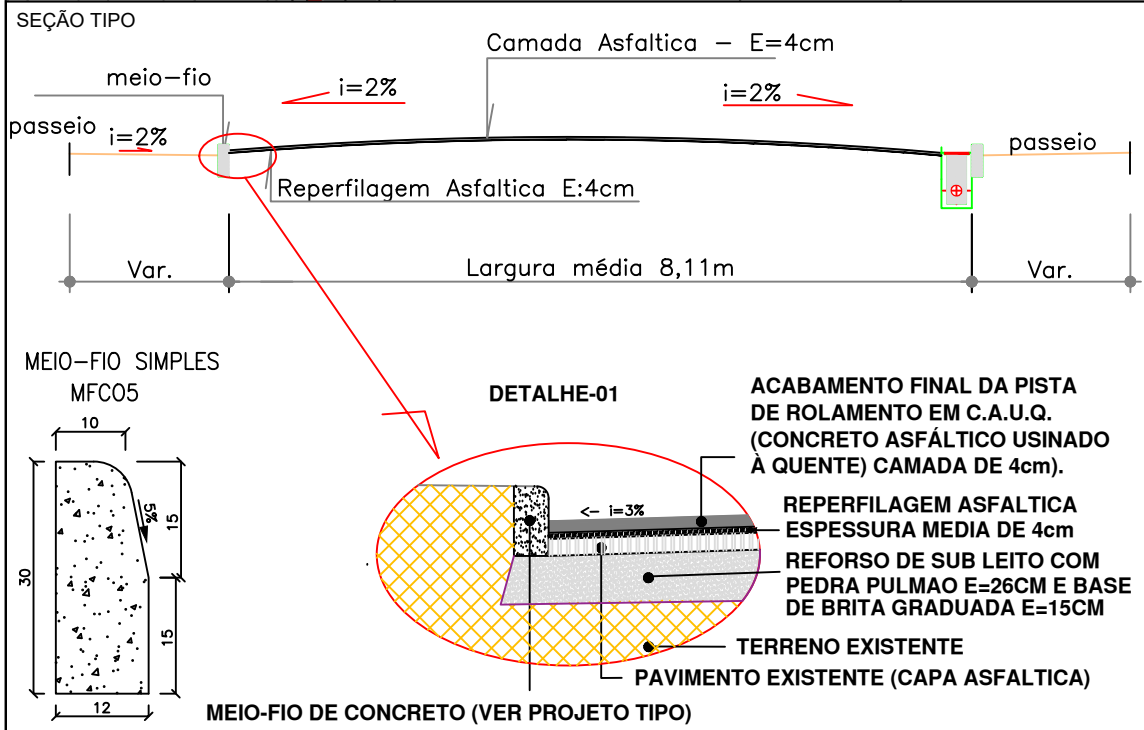 SEÇÃO TIPO
Camada Asfaltica - E=4cm
meio-fio
i=2%
i=2%
passeio
i=2%
passeio
Reperfilagem Asfaltica E:4cm
Var.
Largura média 8,11m
Var.
MEIO-FIO SIMPLES
MFC05
10
5%
15
30
15
12
DETALHE-01
ACABAMENTO FINAL DA PISTA
DE ROLAMENTO EM C.A.U.Q.
(CONCRETO ASFÁLTICO USINADO
À QUENTE) CAMADA DE 4cm).
<- i=3%
REPERFILAGEM ASFALTICA
ESPESSURA MEDIA DE 4cm
REFORSO DE SUB LEITO COM
PEDRA PULMAO E=26CM E BASE
DE BRITA GRADUADA E=15CM
TERRENO EXISTENTE
PAVIMENTO EXISTENTE (CAPA ASFALTICA)
MEIO-FIO DE CONCRETO (VER PROJETO TIPO)